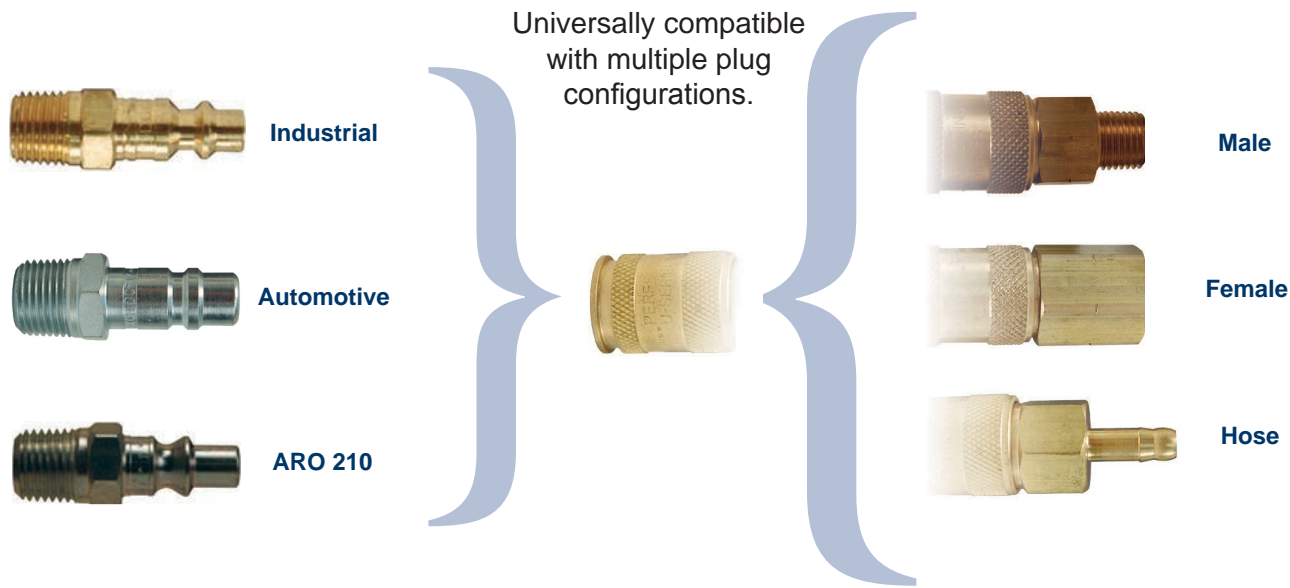 Universally compatible
with multiple plug
configurations.
Industrial
Automotive
ARO 210
Male
Female
Hose